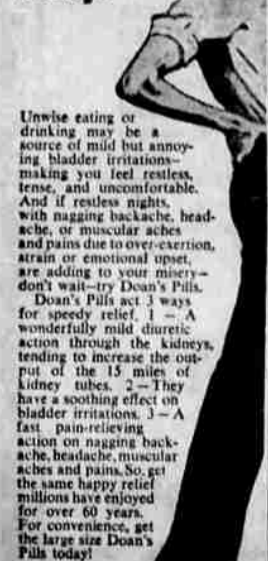 Unwise eating or
drinking may be a
source of mild but annoy-
ing bladder irritations—
making you feel restless,
tense, and uncomfortable.
And if restless nights,
with nagging backache, head-
ache, or muscular aches
and pains due to over-exertion,
strain or emotional upset,
are adding to your misery—
don't wait—try Doan's Pills.
Doan's Pills act 3 ways
for speedy relief. 1 — A
wonderfully mild diuretic
action through the kidneys,
tending to increase the out-
put of the 15 miles of
kidney tubes. 2—They
have a soothing effect on
bladder irritations. 3—A
fast pain-relieving
action on nagging back-
ache, headache, muscular
aches and pains. So, get
the same happy relief
millions have enjoyed
for over 60 years.
For convenience, get
the large size Doan's
Pills today!